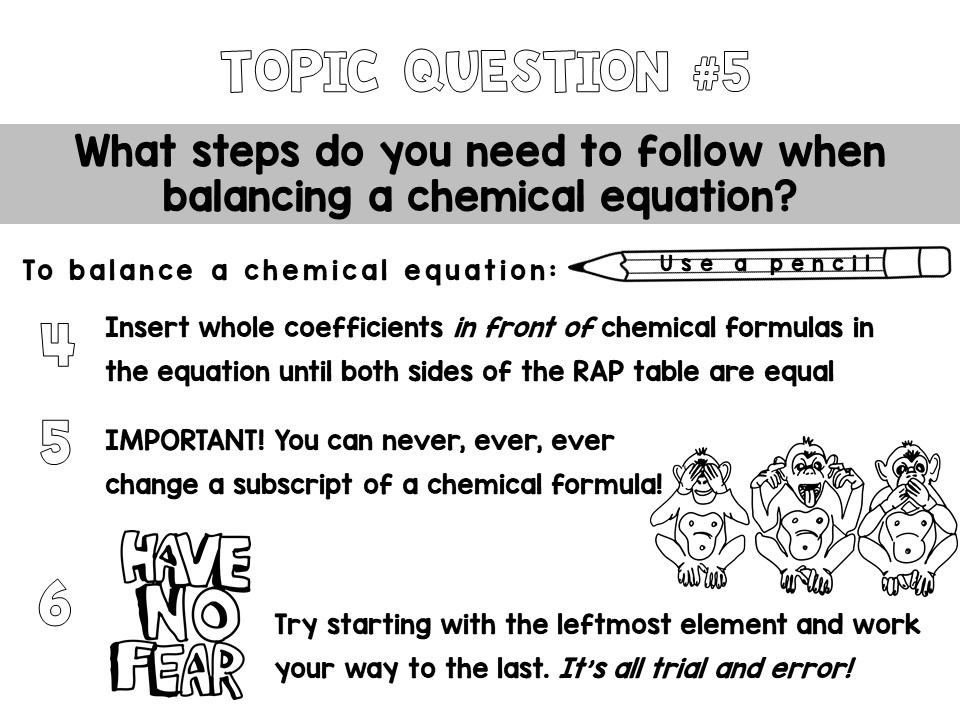 TOPIC QUESTION #5
What steps do you need to follow when
balancing a chemical equation?
To balance a chemical equation:
Use a pencil
4
Insert whole coefficients in front of chemical formulas in
the equation until both sides of the RAP table are equal
5
IMPORTANT! You can never, ever, ever
change a subscript of a chemical formula!
6
HAVE
NO
FEAR
Try starting with the leftmost element and work
your way to the last. It's all trial and error!